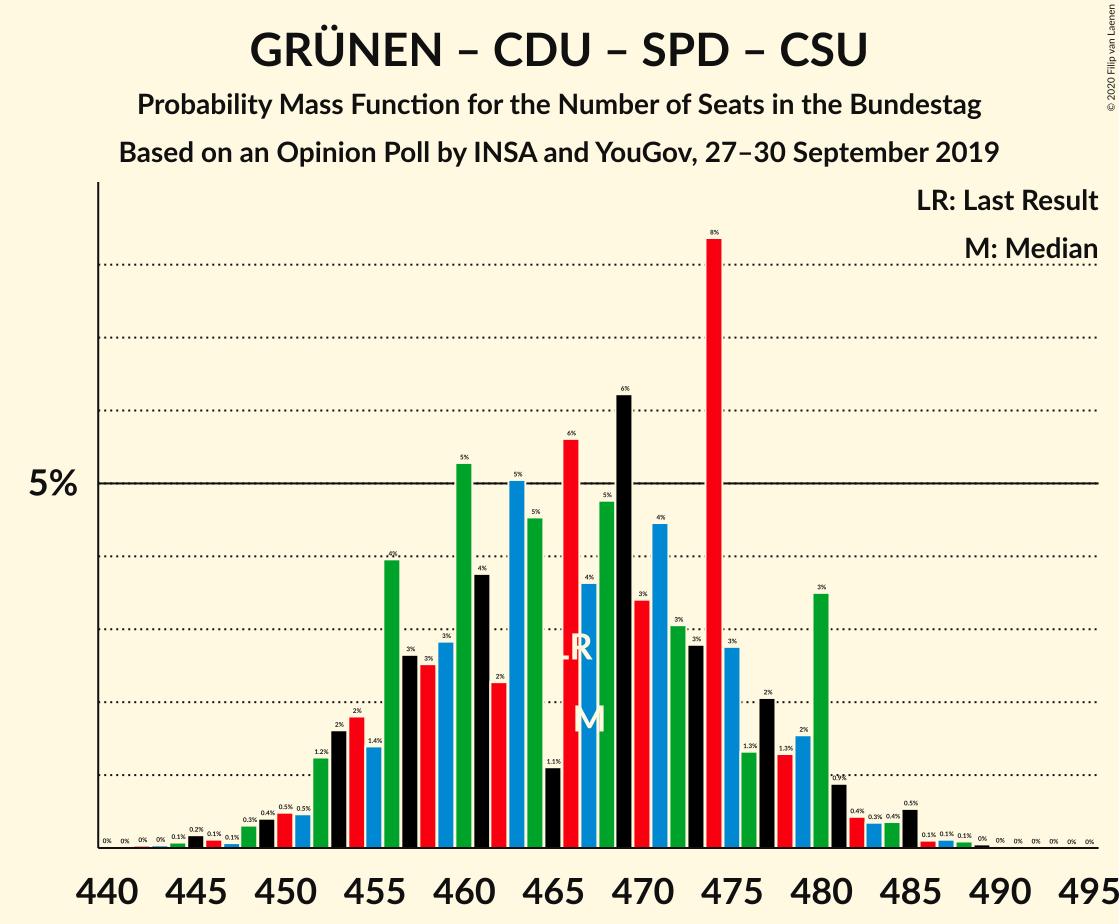 GRÜNEN – CDU – SPD – CSU
Probability Mass Function for the Number of Seats in the Bundestag
Based on an Opinion Poll by INSA and YouGov, 27–30 September 2019
© 2020 Filip van Laenen
LR: Last Result
M: Median
5%
0% 0% 0% 0% 0.1% 0.2% 0.1% 0.1% 0.3% 0.4% 0.5% 0.5% 1.2% 2% 2% 1.4% 4% 3% 3% 3% 5% 4% 2% 5% 5% 1.1% 6% 4% 5% 6% 3% 4% 3% 3% 8% 3% 1.3% 2% 1.3% 2% 3% 0.9% 0.4% 0.3% 0.4% 0.5% 0.1% 0.1% 0.1% 0% 0% 0% 0% 0% 0% 0%
LR
M
440 445 450 455 460 465 470 475 480 485 490 495